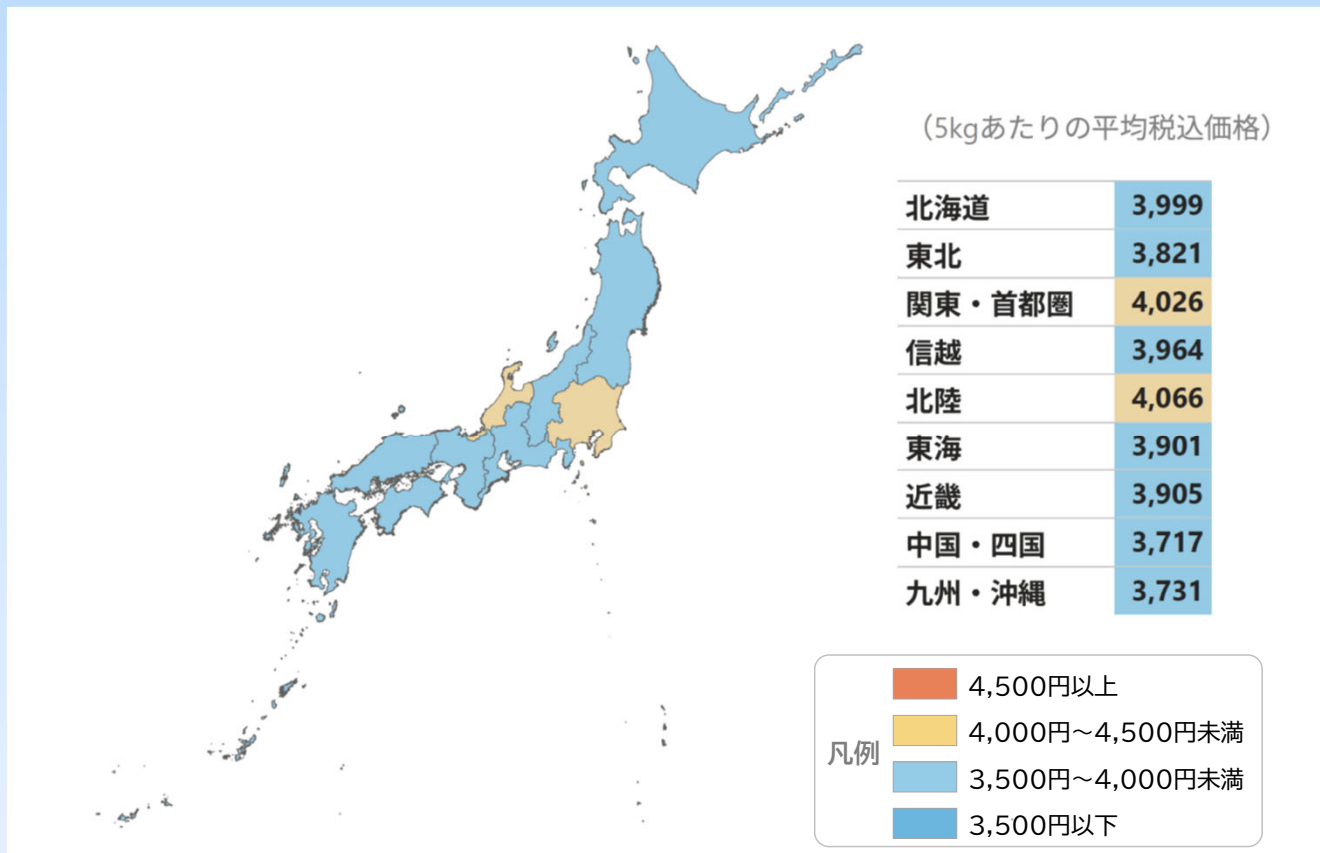 （5kgあたりの平均税込価格）
北海道 3,999
東北 3,821
関東・首都圏 4,026
信越 3,964
北陸 4,066
東海 3,901
近畿 3,905
中国・四国 3,717
九州・沖縄 3,731
凡例
4,500円以上
4,000円～4,500円未満
3,500円～4,000円未満
3,500円以下